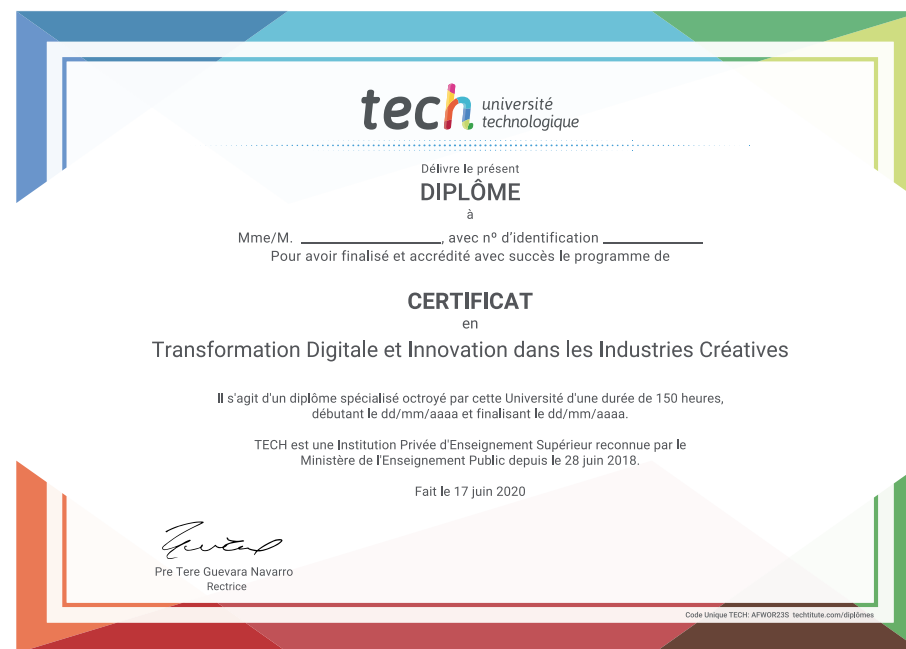 tech université
technologique
Délivre le présent
DIPLÔME
à
Mme/M. ____________________, avec nº d'identification ______________
Pour avoir finalisé et accrédité avec succès le programme de
CERTIFICAT
en
Transformation Digitale et Innovation dans les Industries Créatives
Il s'agit d'un diplôme spécialisé octroyé par cette Université d'une durée de 150 heures,
débutant le dd/mm/aaaa et finalisant le dd/mm/aaaa.
TECH est une Institution Privée d'Enseignement Supérieur reconnue par le
Ministère de l'Enseignement Public depuis le 28 juin 2018.
Fait le 17 juin 2020
Pre Tere Guevara Navarro
Rectrice
Code Unique TECH: AFWOR23S techtitute.com/diplômes